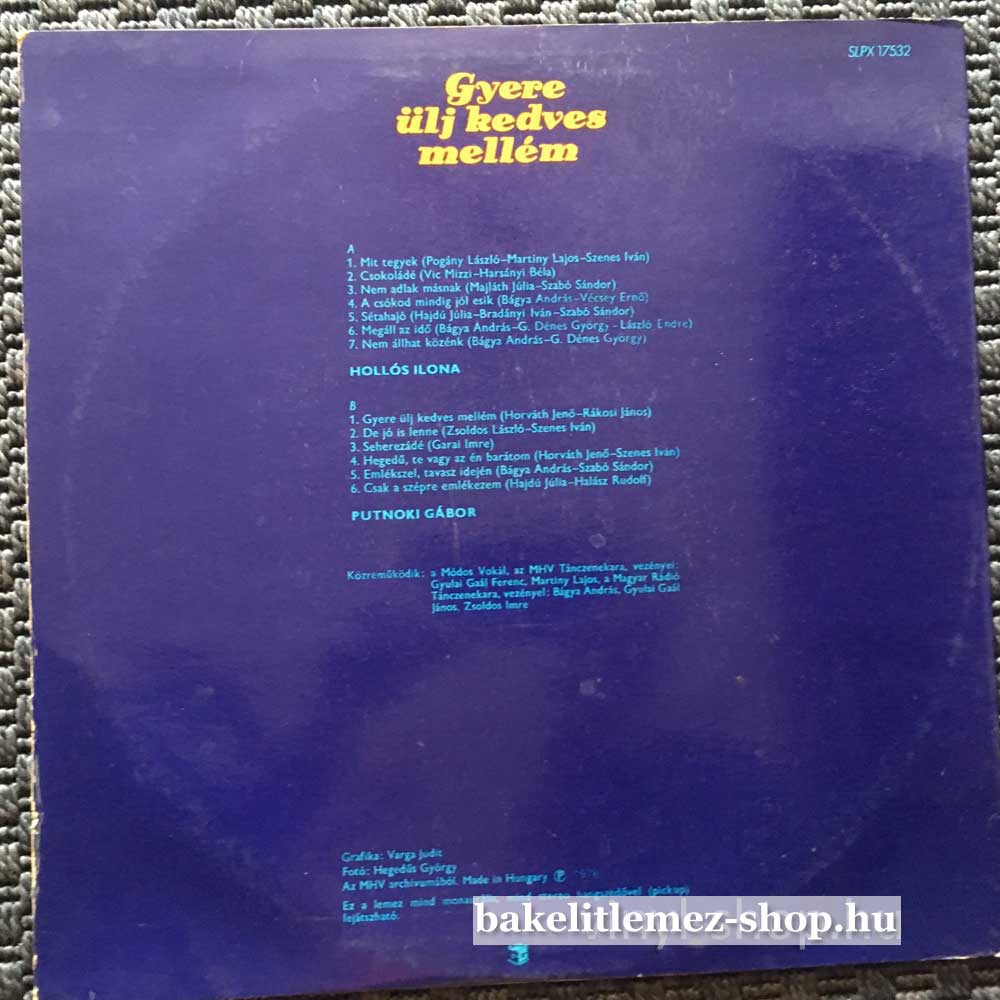 SLPX 17532
Gyere
ülj kedves
mellém
A
1. Mit tegyek (Pogány László–Martiny Lajos–Szenes Iván)
2. Csokoládé (Vic Mizzi–Harsányi Béla)
3. Nem adlak másnak (Majláth Júlia–Szabó Sándor)
4. A csókod mindig jól esik (Bágya András–Vécsey Ernő)
5. Sétahajó (Hajdú Júlia–Bradányi Iván–Szabó Sándor)
6. Megáll az idő (Bágya András–G. Dénes György - László Endre)
7. Nem állhat közénk (Bágya András–G. Dénes György)
HOLLÓS ILONA
B
1. Gyere ülj kedves mellém (Horváth Jenő–Rákosi János)
2. De jó is lenne (Zsoldos László–Szenes Iván)
3. Seherezádé (Garai Imre)
4. Hegedű, te vagy az én barátom (Horváth Jenő–Szenes Iván)
5. Emlékszel, tavasz idején (Bágya András–Szabó Sándor)
6. Csak a szépre emlékezem (Hajdú Júlia–Halász Rudolf)
PUTNOKI GÁBOR
Közreműködik: a Módos Vokál, az MHV Tánczenekara, vezényel:
Gyulai Gaál Ferenc, Martiny Lajos, a Magyar Rádió
Tánczenekara, vezényel: Bágya András, Gyulai Gaál
János, Zsoldos Imre
Grafika: Varga Judit
Fotó: Hegedűs György
Az MHV archivumából. Made in Hungary Ⓟ 1976
Ez a lemez mind mind stereo hangszedővel (pickup)
lejátszható.
bakelitlemez-shop.hu